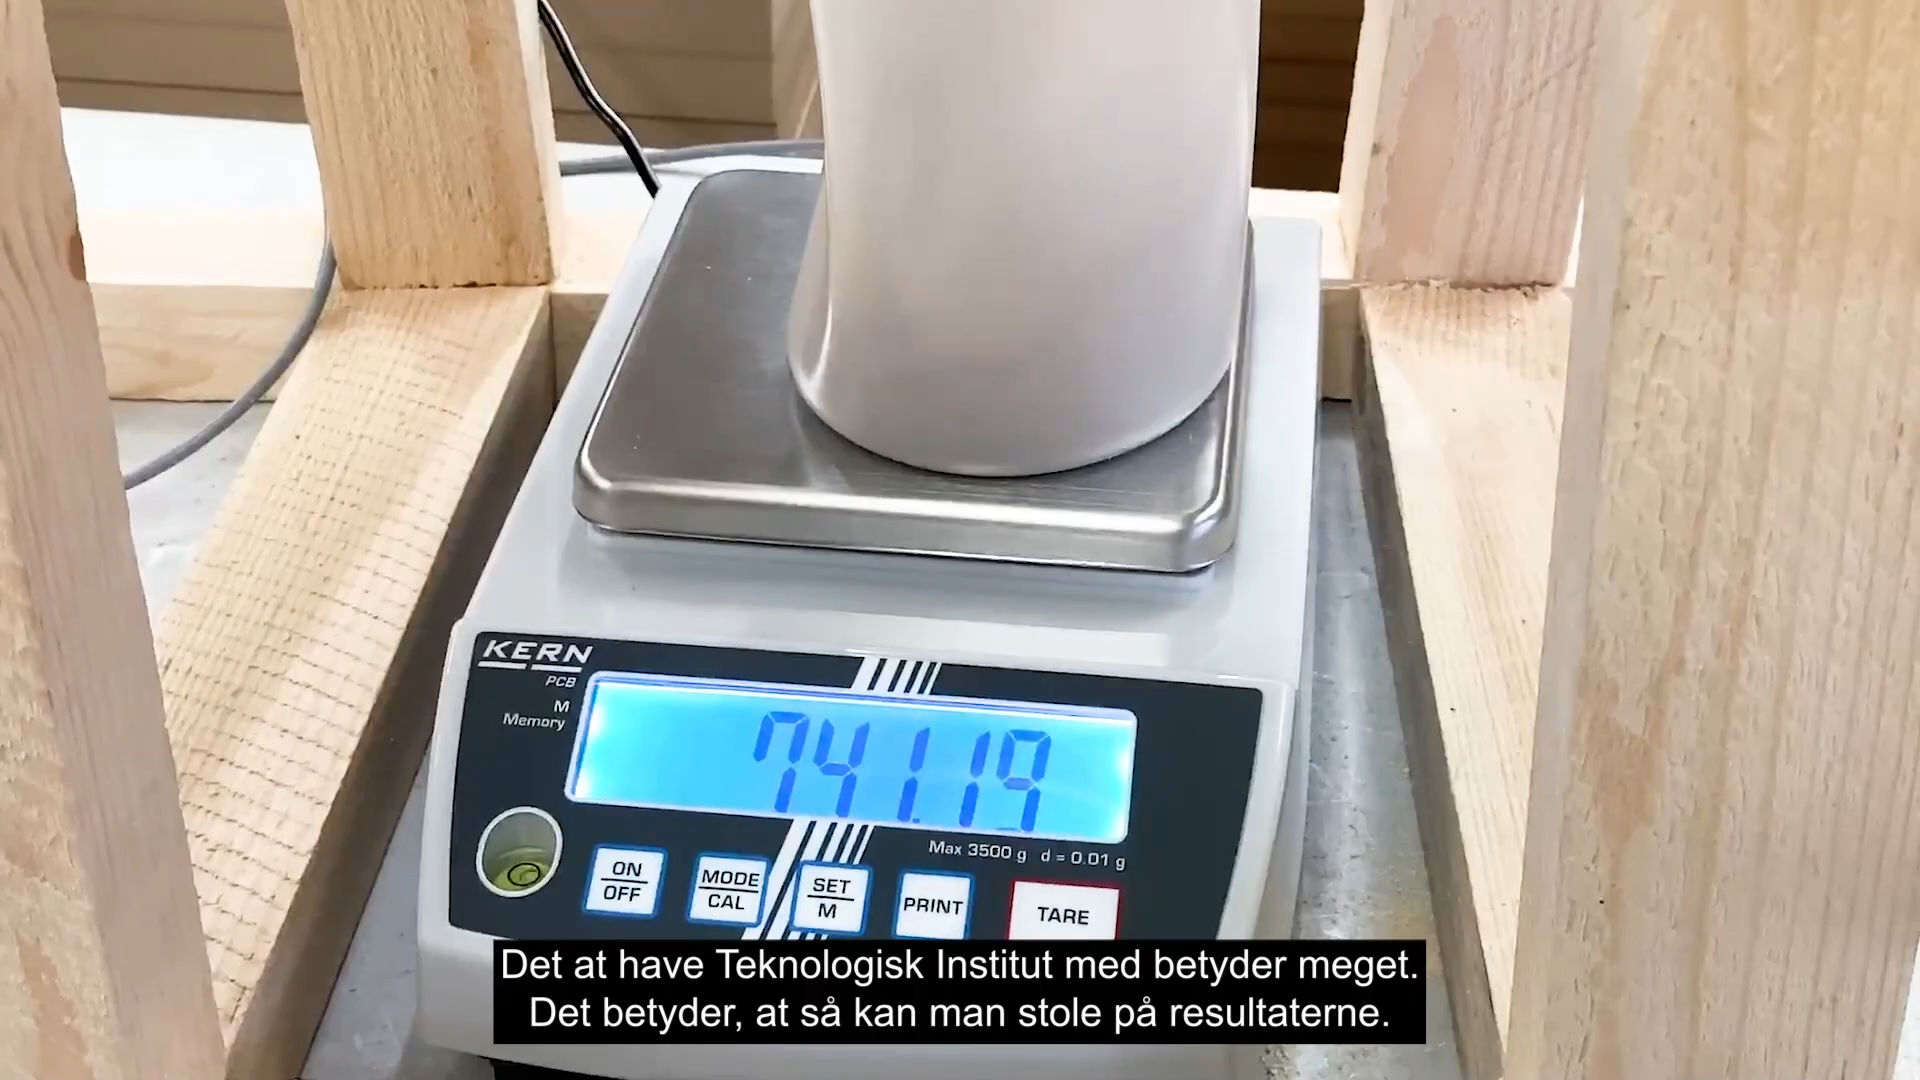 KERN
PCB
M
Memory
741.19
Max 3500 g d = 0.01 g
ON
OFF
MODE
CAL
SET
M
PRINT
TARE
Det at have Teknologisk Institut med betyder meget.
Det betyder, at så kan man stole på resultaterne.